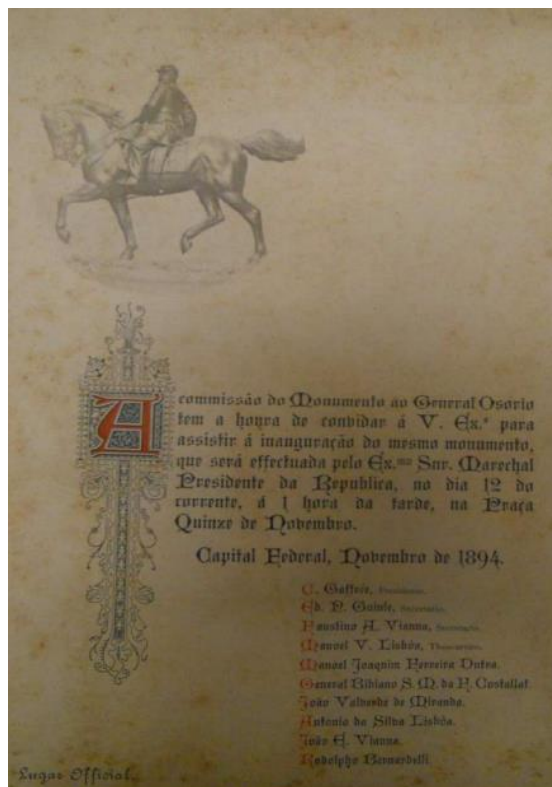 A commissão do Monumento ao General Osorio
tem a honra de convidar á V. Ex.ª para
assistir á inauguração do mesmo monumento,
que será effectuada pelo Ex.mo Snr. Marechal
Presidente da Republica, no dia 12 do
corrente, á 1 hora da tarde, na Praça
Quinze de Novembro.
Capital Federal, Novembro de 1894.
C. Gaffrée, Presidente.
Ed. P. Guinle, Secretario.
Faustino A. Vianna, Secretario.
Manoel V. Lisbôa, Thesoureiro.
Manoel Joaquim Ferreira Dutra.
General Bibiano S. M. da F. Costallat.
João Valverde de Miranda.
Antonio da Silva Lisbôa.
João Vianna.
Rodolpho Bernardelli.
Lugar Official.